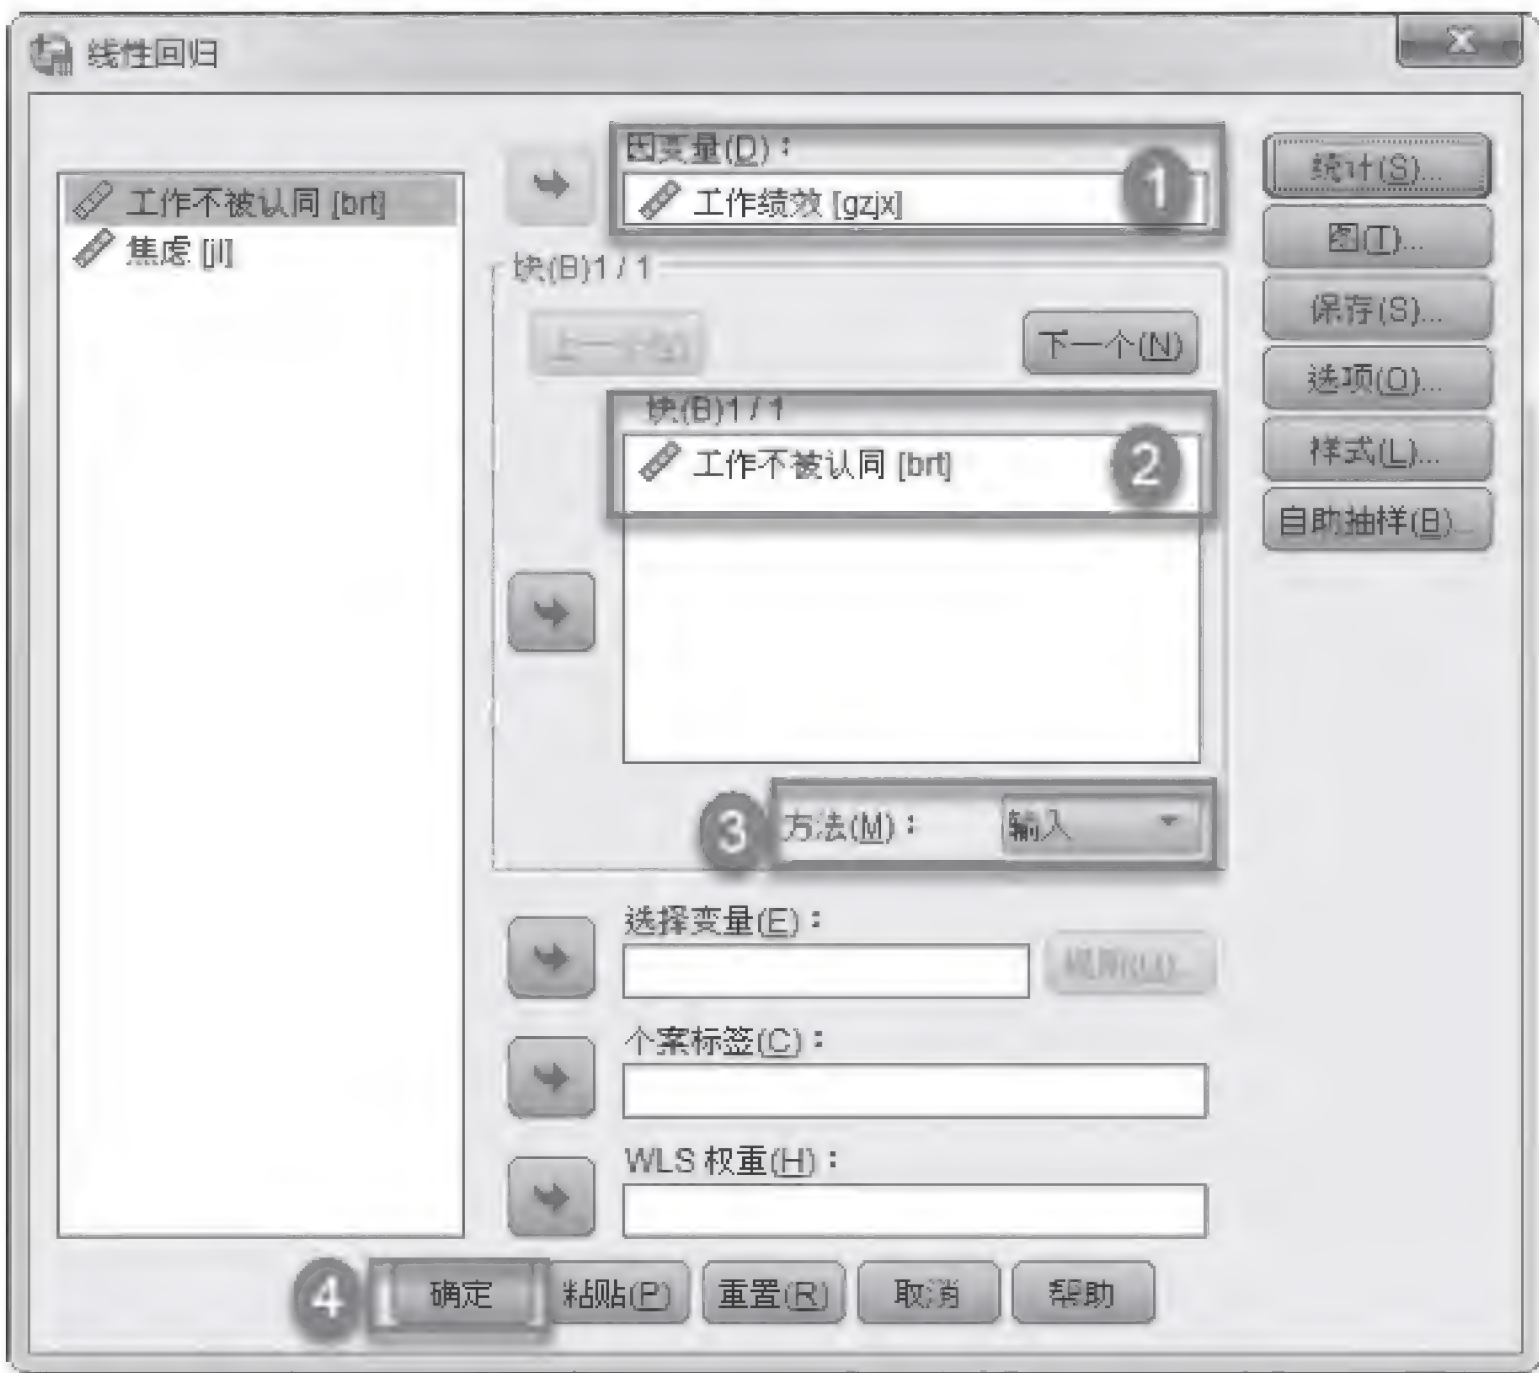 线性回归
因变量(D)：
工作绩效 [gzjx]
1
工作不被认同 [brt]
焦虑 [jl]
块(B)1 / 1
下一个(N)
块(B)1 / 1
工作不被认同 [brt]
2
3
方法(M)：
输入
选择变量(E)：
个案标签(C)：
WLS 权重(H)：
统计(S)...
图(T)...
保存(S)...
选项(O)...
样式(L)...
自助抽样(B)...
4
确定
粘贴(P)
重置(R)
取消
帮助